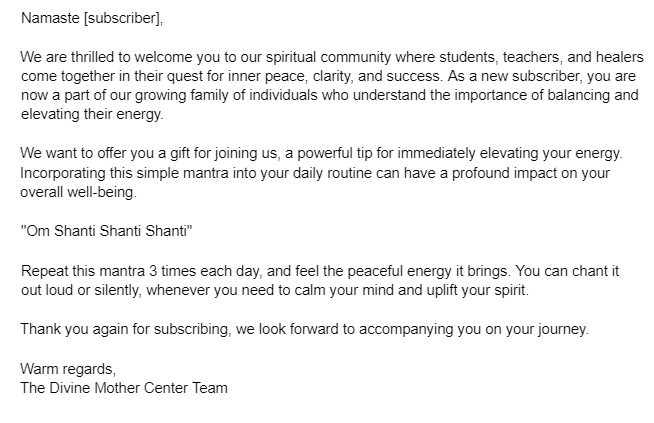 Namaste [subscriber],
We are thrilled to welcome you to our spiritual community where students, teachers, and healers
come together in their quest for inner peace, clarity, and success. As a new subscriber, you are
now a part of our growing family of individuals who understand the importance of balancing and
elevating their energy.
We want to offer you a gift for joining us, a powerful tip for immediately elevating your energy.
Incorporating this simple mantra into your daily routine can have a profound impact on your
overall well-being.
"Om Shanti Shanti Shanti"
Repeat this mantra 3 times each day, and feel the peaceful energy it brings. You can chant it
out loud or silently, whenever you need to calm your mind and uplift your spirit.
Thank you again for subscribing, we look forward to accompanying you on your journey.
Warm regards,
The Divine Mother Center Team